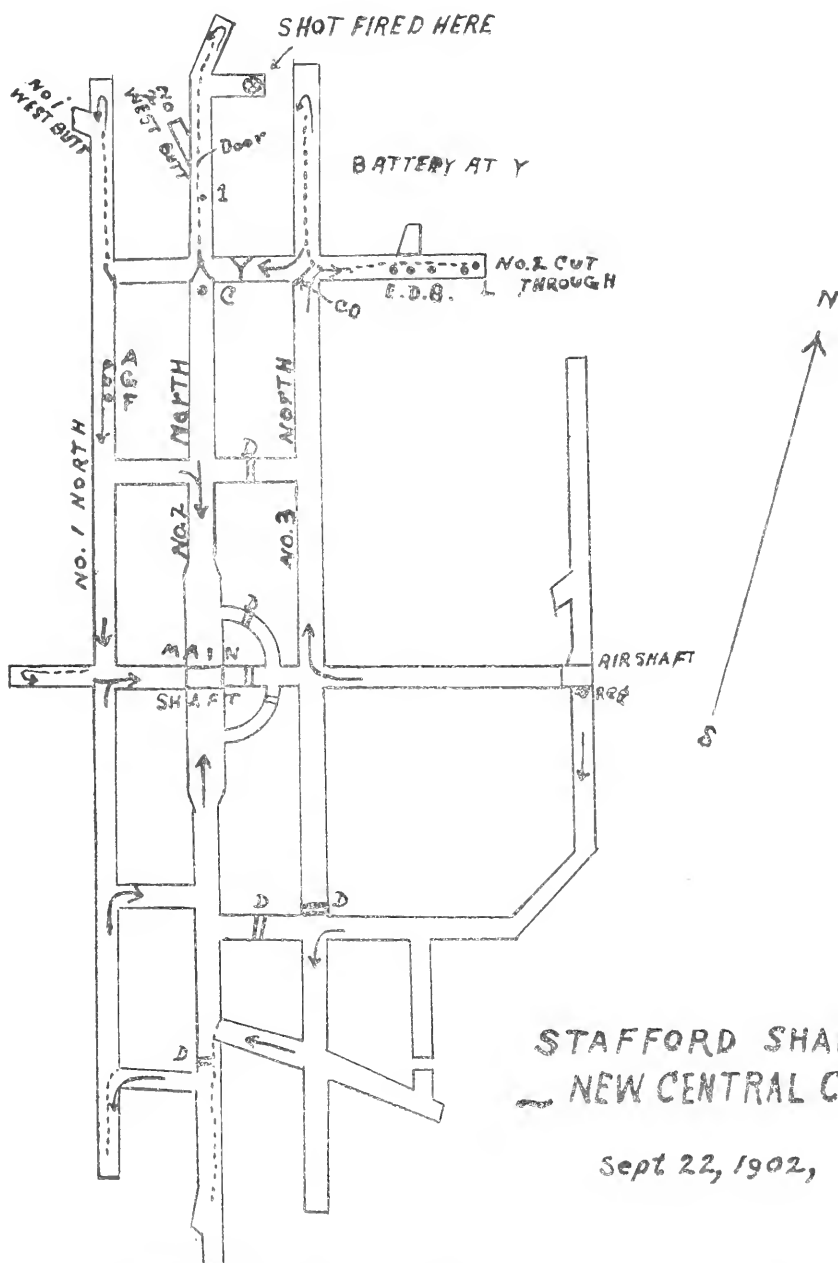 SHOT FIRED HERE
NO 1
WEST BUTT
NO 2
WEST BUTT
DOOR
1
BATTERY AT Y
Y
NO. 2 CUT
THROUGH
E. D. B.
L
C
CO
N
NO. 1 NORTH
NO. 2 NORTH
NO. 3 NORTH
D
D
MAIN
SHAFT
AIRSHAFT
S
D
D
D
STAFFORD SHA
NEW CENTRAL C
Sept 22, 1902,